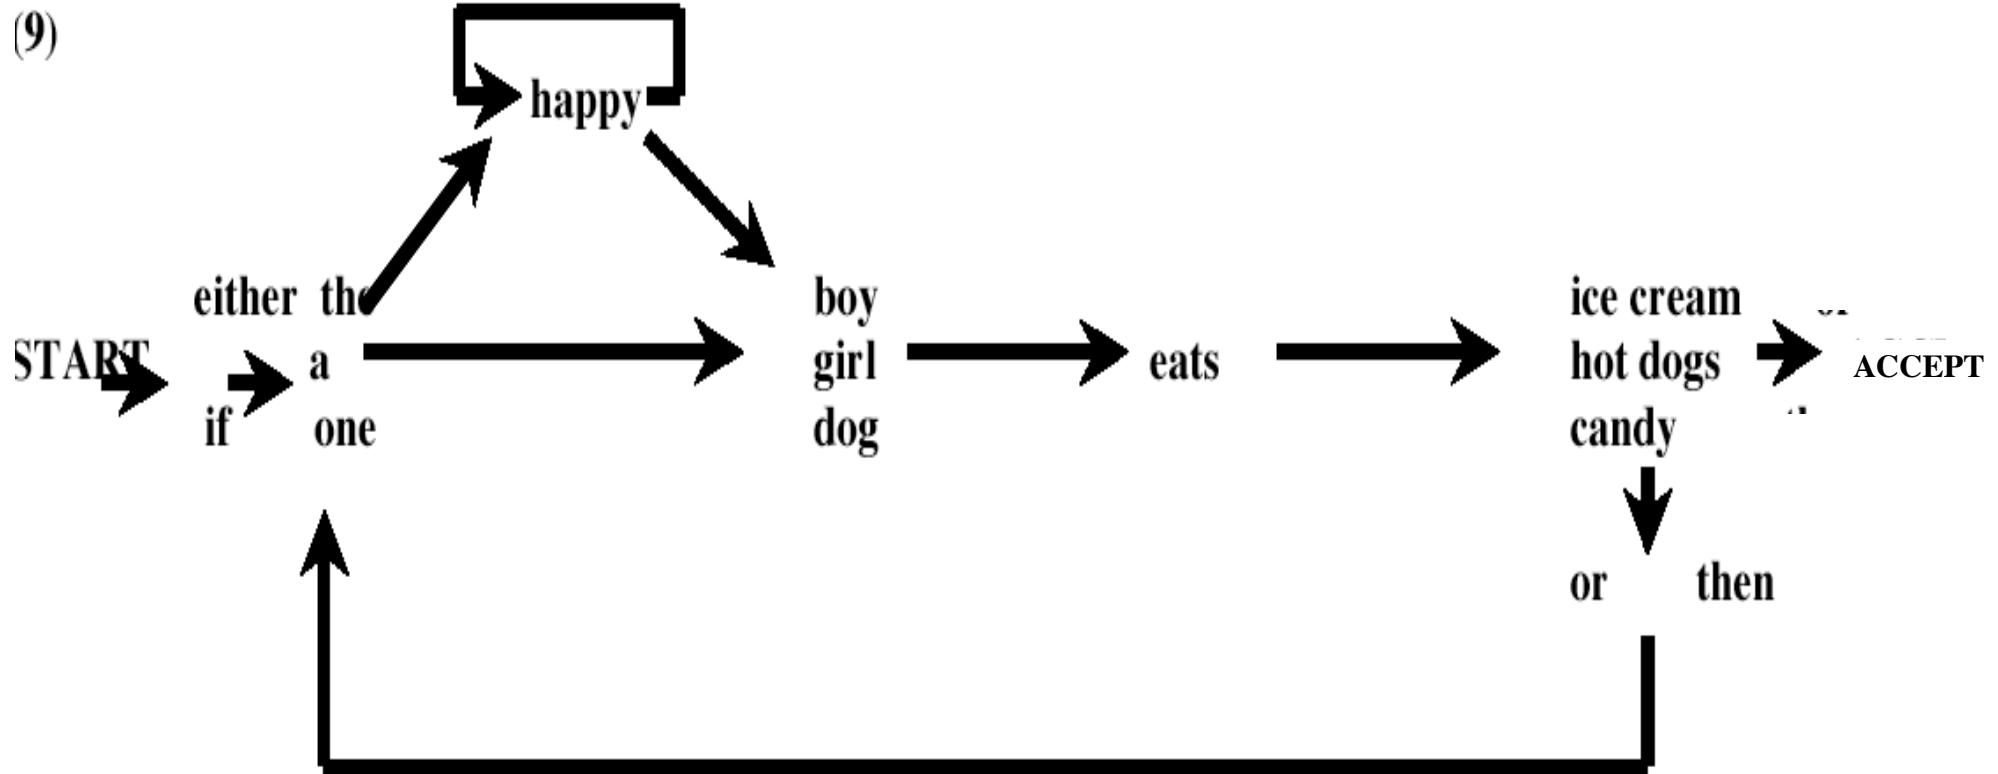 (9)
happy
either the boy ice cream
START a girl eats hot dogs ACCEPT
if one dog candy
or then